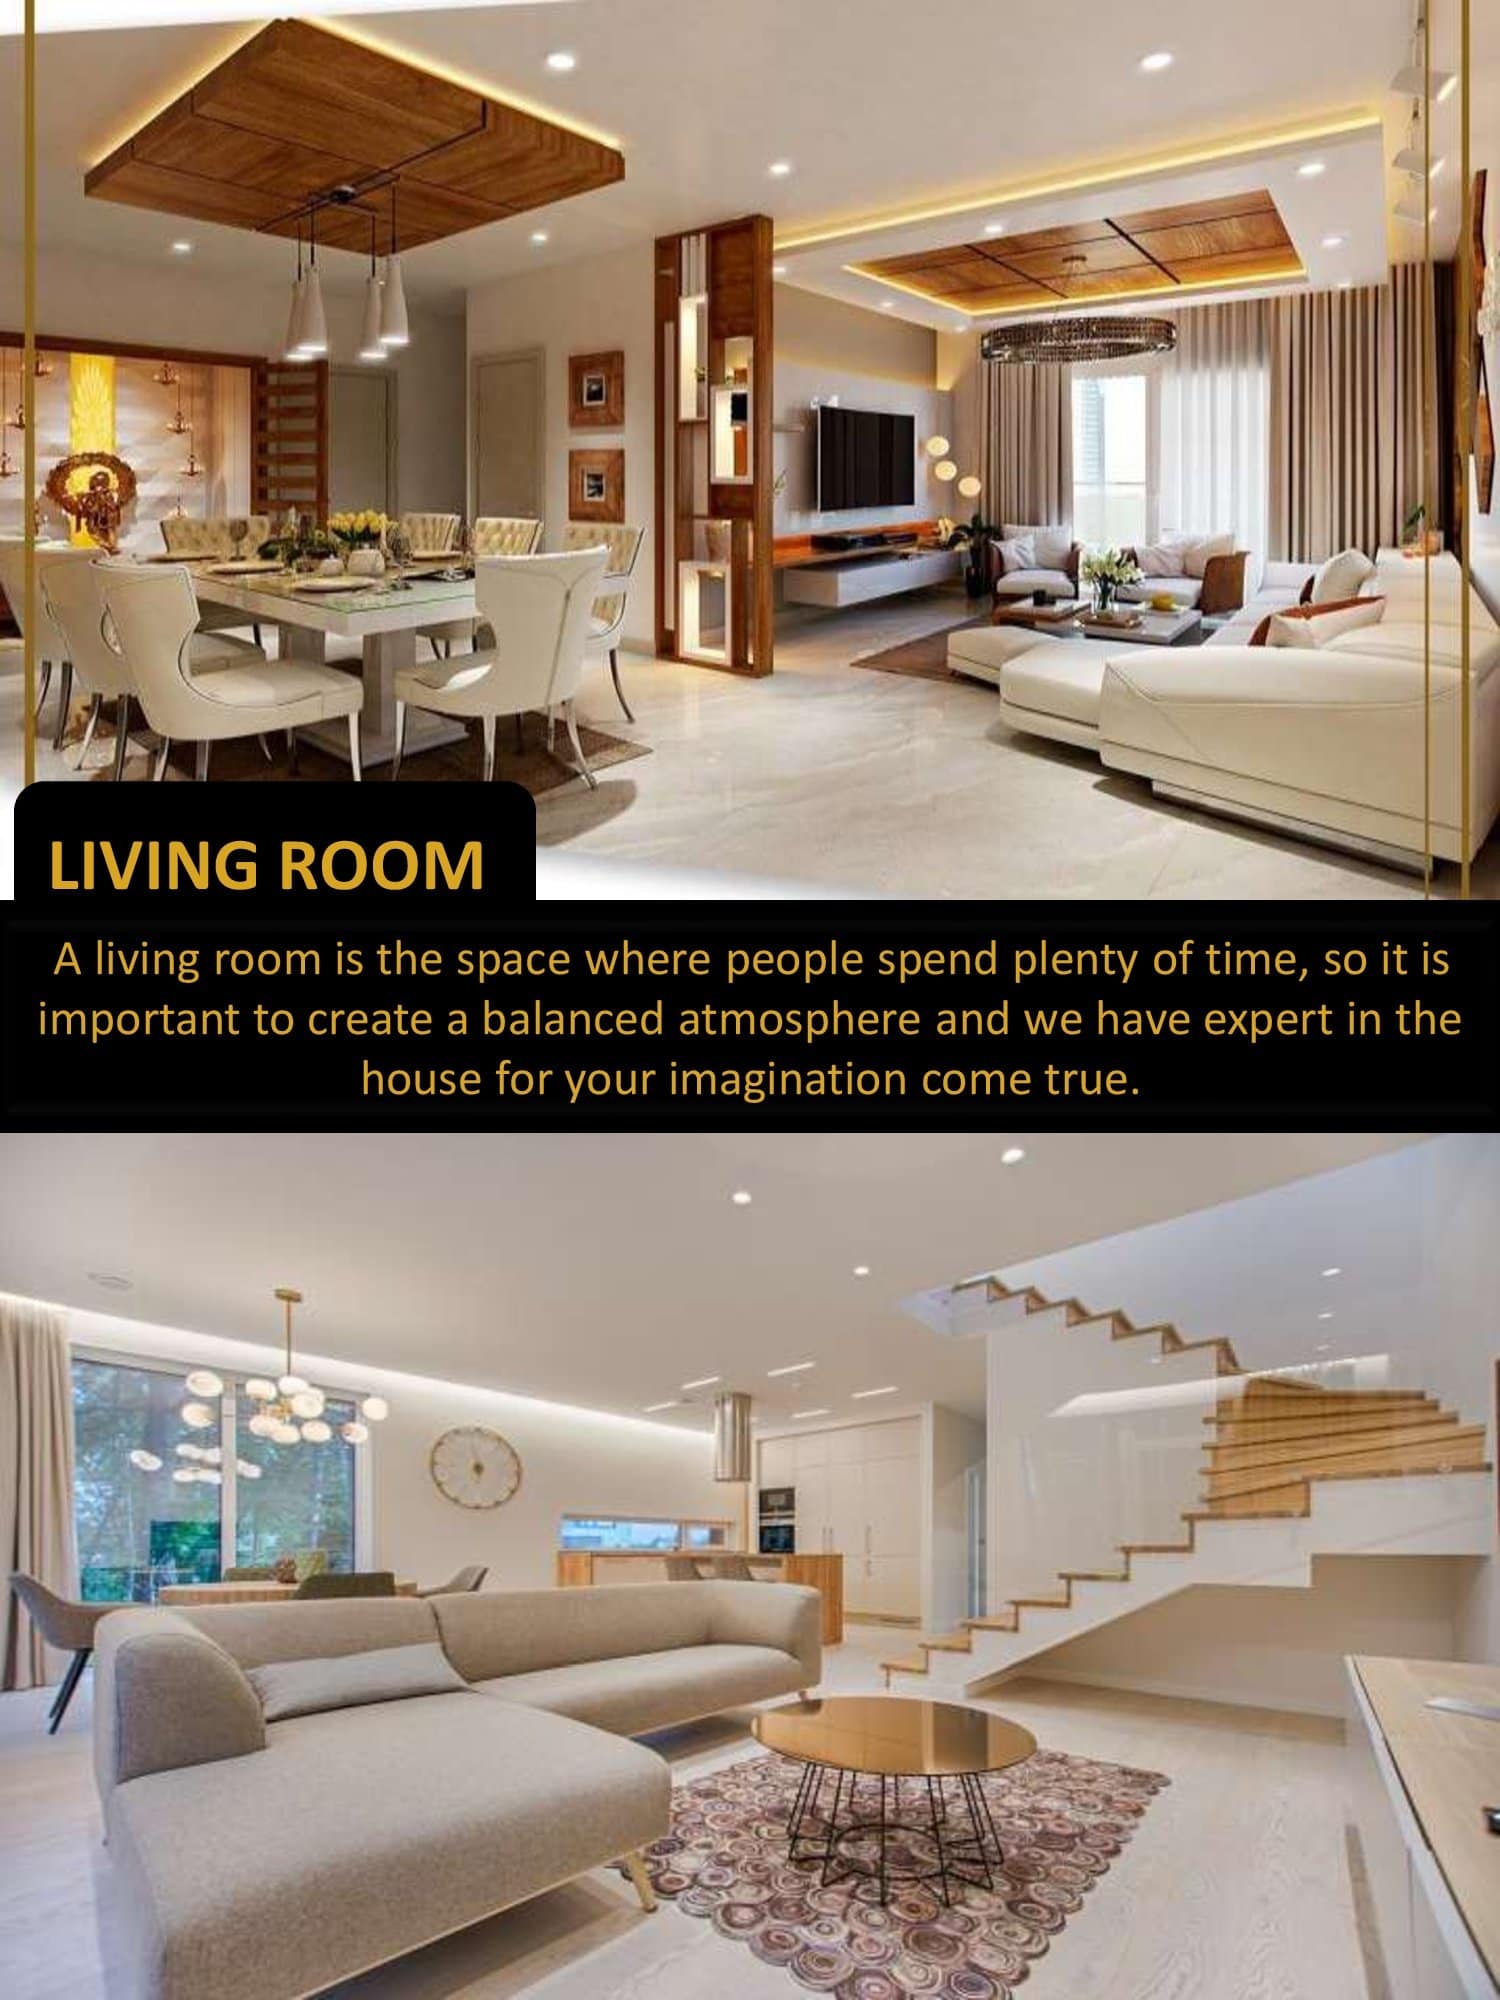 LIVING ROOM
A living room is the space where people spend plenty of time, so it is
important to create a balanced atmosphere and we have expert in the
house for your imagination come true.